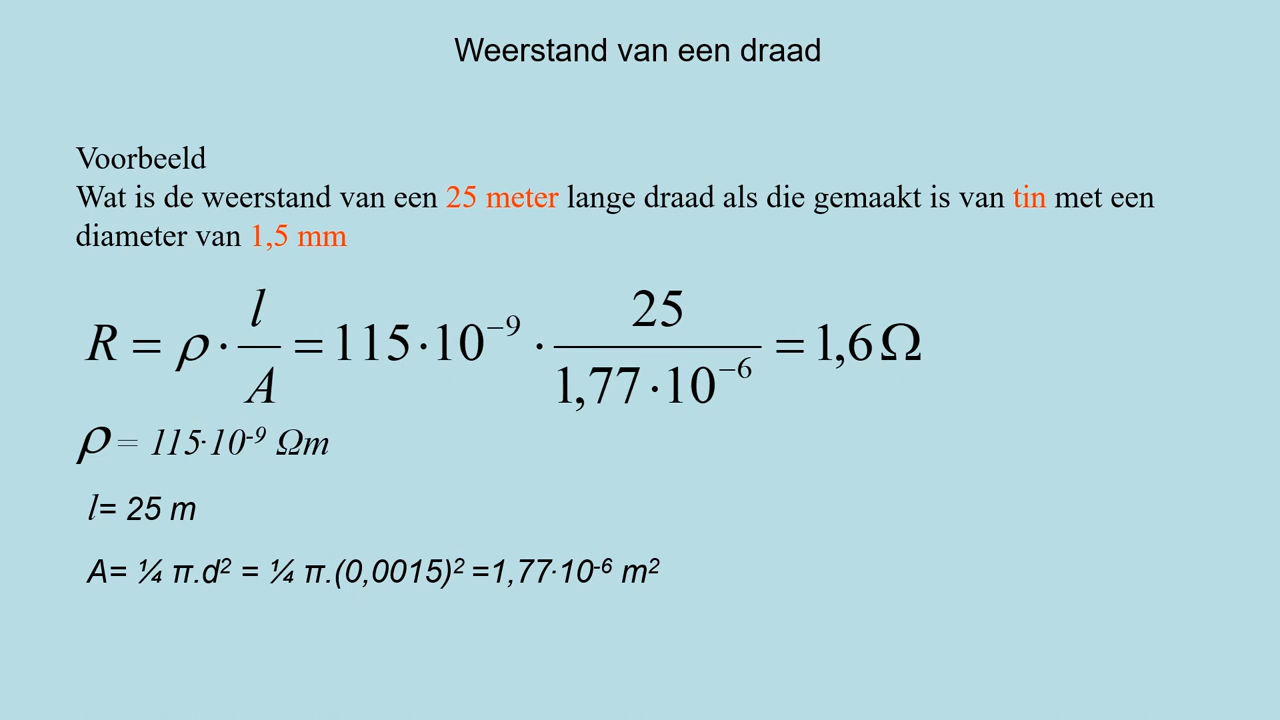 Weerstand van een draad
Voorbeeld
Wat is de weerstand van een 25 meter lange draad als die gemaakt is van tin met een
diameter van 1,5 mm
R = ρ · l/A = 115·10⁻⁹ · 25/(1,77·10⁻⁶) = 1,6 Ω
ρ = 115·10⁻⁹ Ωm
l= 25 m
A= ¼ π.d² = ¼ π.(0,0015)² =1,77·10⁻⁶ m²